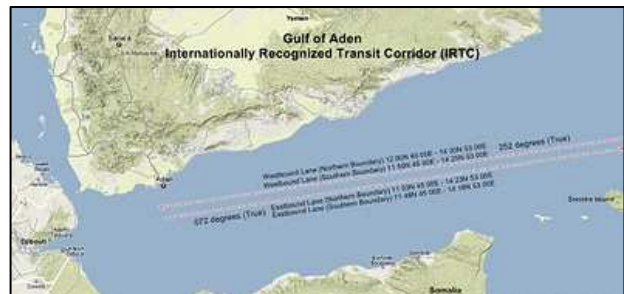 Yemen
Gulf of Aden
Internationally Recognized Transit Corridor (IRTC)
Westbound Lane (Northern Boundary) 12 00N 45 00E - 14 30N 53 00E
Westbound Lane (Southern Boundary) 11 55N 45 00E - 14 25N 53 00E
252 degrees (True)
Aden
072 degrees (True)
Eastbound Lane (Northern Boundary) 11 53N 45 00E - 14 23N 53 00E
Eastbound Lane (Southern Boundary) 11 48N 45 00E - 14 18N 53 00E
Djibouti
Somalia